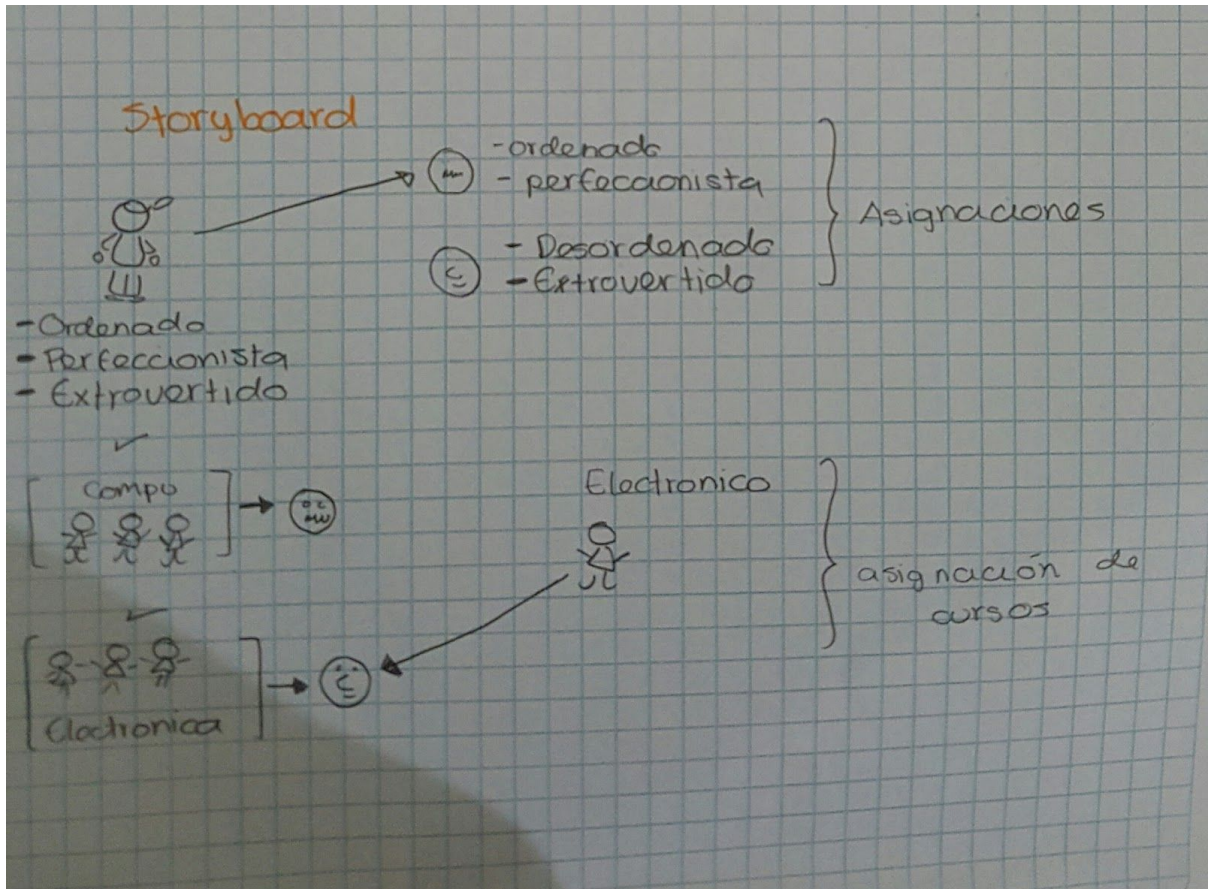 Storyboard
-ordenado
- perfeccionista
- Desordenado
- Extrovertido
Asignaciones
- Ordenado
- Perfeccionista
- Extrovertido
Compu
Electronico
asignación de
cursos
Electronica